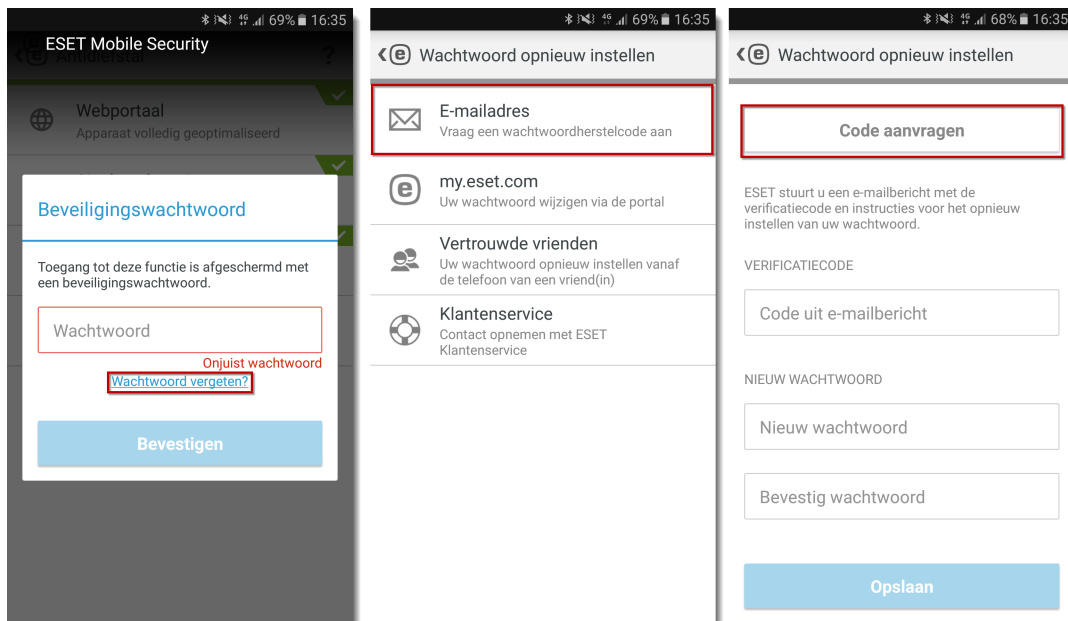 69% 16:35
ESET Mobile Security
Antidiefstal
?
Webportaal
Apparaat volledig geoptimaliseerd
Beveiligingswachtwoord
Toegang tot deze functie is afgeschermd met
een beveiligingswachtwoord.
Wachtwoord
Onjuist wachtwoord
Wachtwoord vergeten?
Bevestigen
4G 69% 16:35
Wachtwoord opnieuw instellen
E-mailadres
Vraag een wachtwoordherstelcode aan
my.eset.com
Uw wachtwoord wijzigen via de portal
Vertrouwde vrienden
Uw wachtwoord opnieuw instellen vanaf
de telefoon van een vriend(in)
Klantenservice
Contact opnemen met ESET
Klantenservice
4G 68% 16:35
Wachtwoord opnieuw instellen
Code aanvragen
ESET stuurt u een e-mailbericht met de
verificatiecode en instructies voor het opnieuw
instellen van uw wachtwoord.
VERIFICATIECODE
Code uit e-mailbericht
NIEUW WACHTWOORD
Nieuw wachtwoord
Bevestig wachtwoord
Opslaan